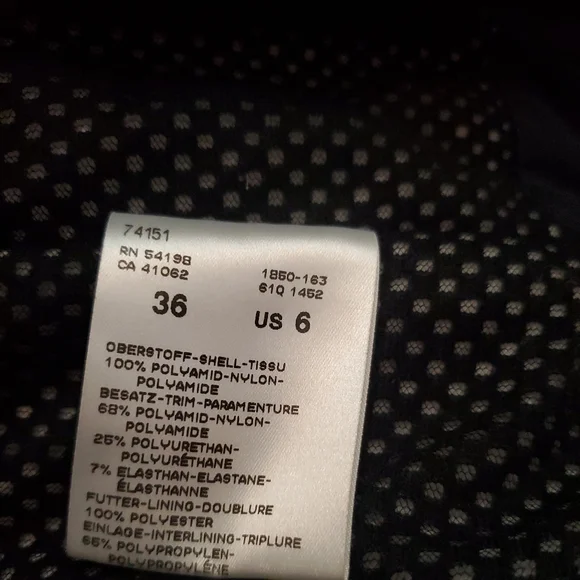 74151
RN 54198
CA 41062
1850-163
61Q 1452
36
US 6
OBERSTOFF-SHELL-TISSU
100% POLYAMID-NYLON-
POLYAMIDE
BESATZ-TRIM-PARAMENTURE
68% POLYAMID-NYLON-
POLYAMIDE
25% POLYURETHAN-
POLYURÉTHANE
7% ELASTHAN-ELASTANE-
ÉLASTHANNE
FUTTER-LINING-DOUBLURE
100% POLYESTER
EINLAGE-INTERLINING-TRIPLURE
65% POLYPROPYLEN-
POLYPROPYLÈNE